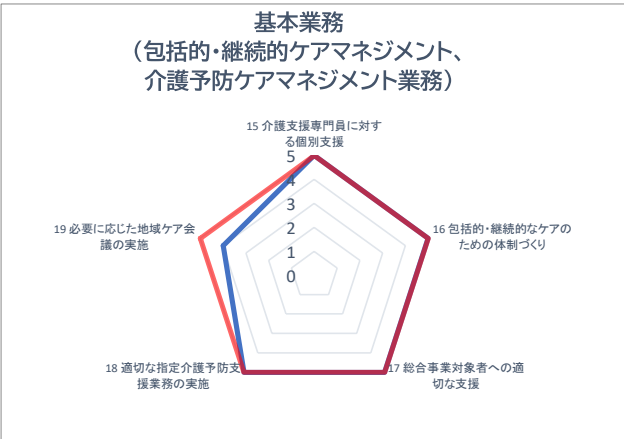 基本業務
（包括的･継続的ケアマネジメント、
介護予防ケアマネジメント業務）
15 介護支援専門員に対す
る個別支援
5
4
3
2
1
0
16 包括的･継続的なケアの
ための体制づくり
17 総合事業対象者への適
切な支援
18 適切な指定介護予防支
援業務の実施
19 必要に応じた地域ケア会
議の実施